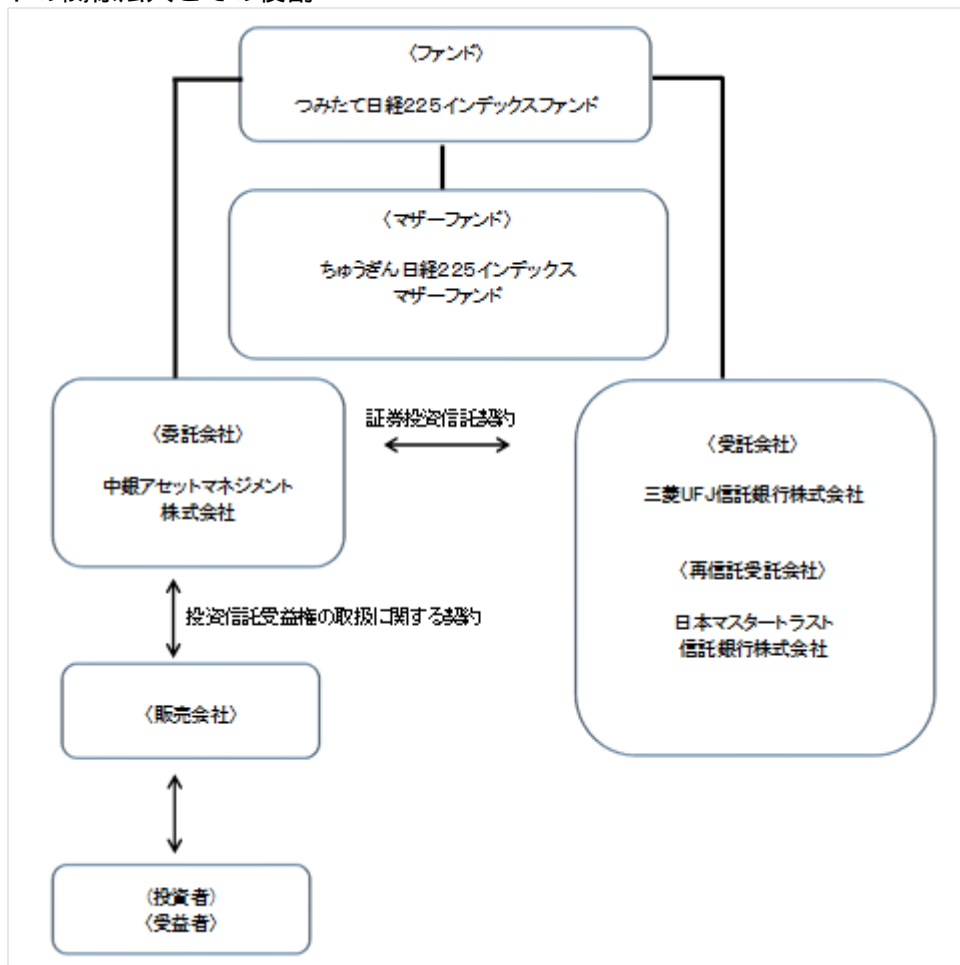 〈ファンド〉
つみたて日経225インデックスファンド
〈マザーファンド〉
ちゅうぎん日経225インデックス
マザーファンド
〈委託会社〉
中銀アセットマネジメント
株式会社
証券投資信託契約
〈受託会社〉
三菱UFJ信託銀行株式会社
〈再信託受託会社〉
日本マスタートラスト
信託銀行株式会社
投資信託受益権の取扱に関する契約
〈販売会社〉
〈投資者〉
〈受益者〉